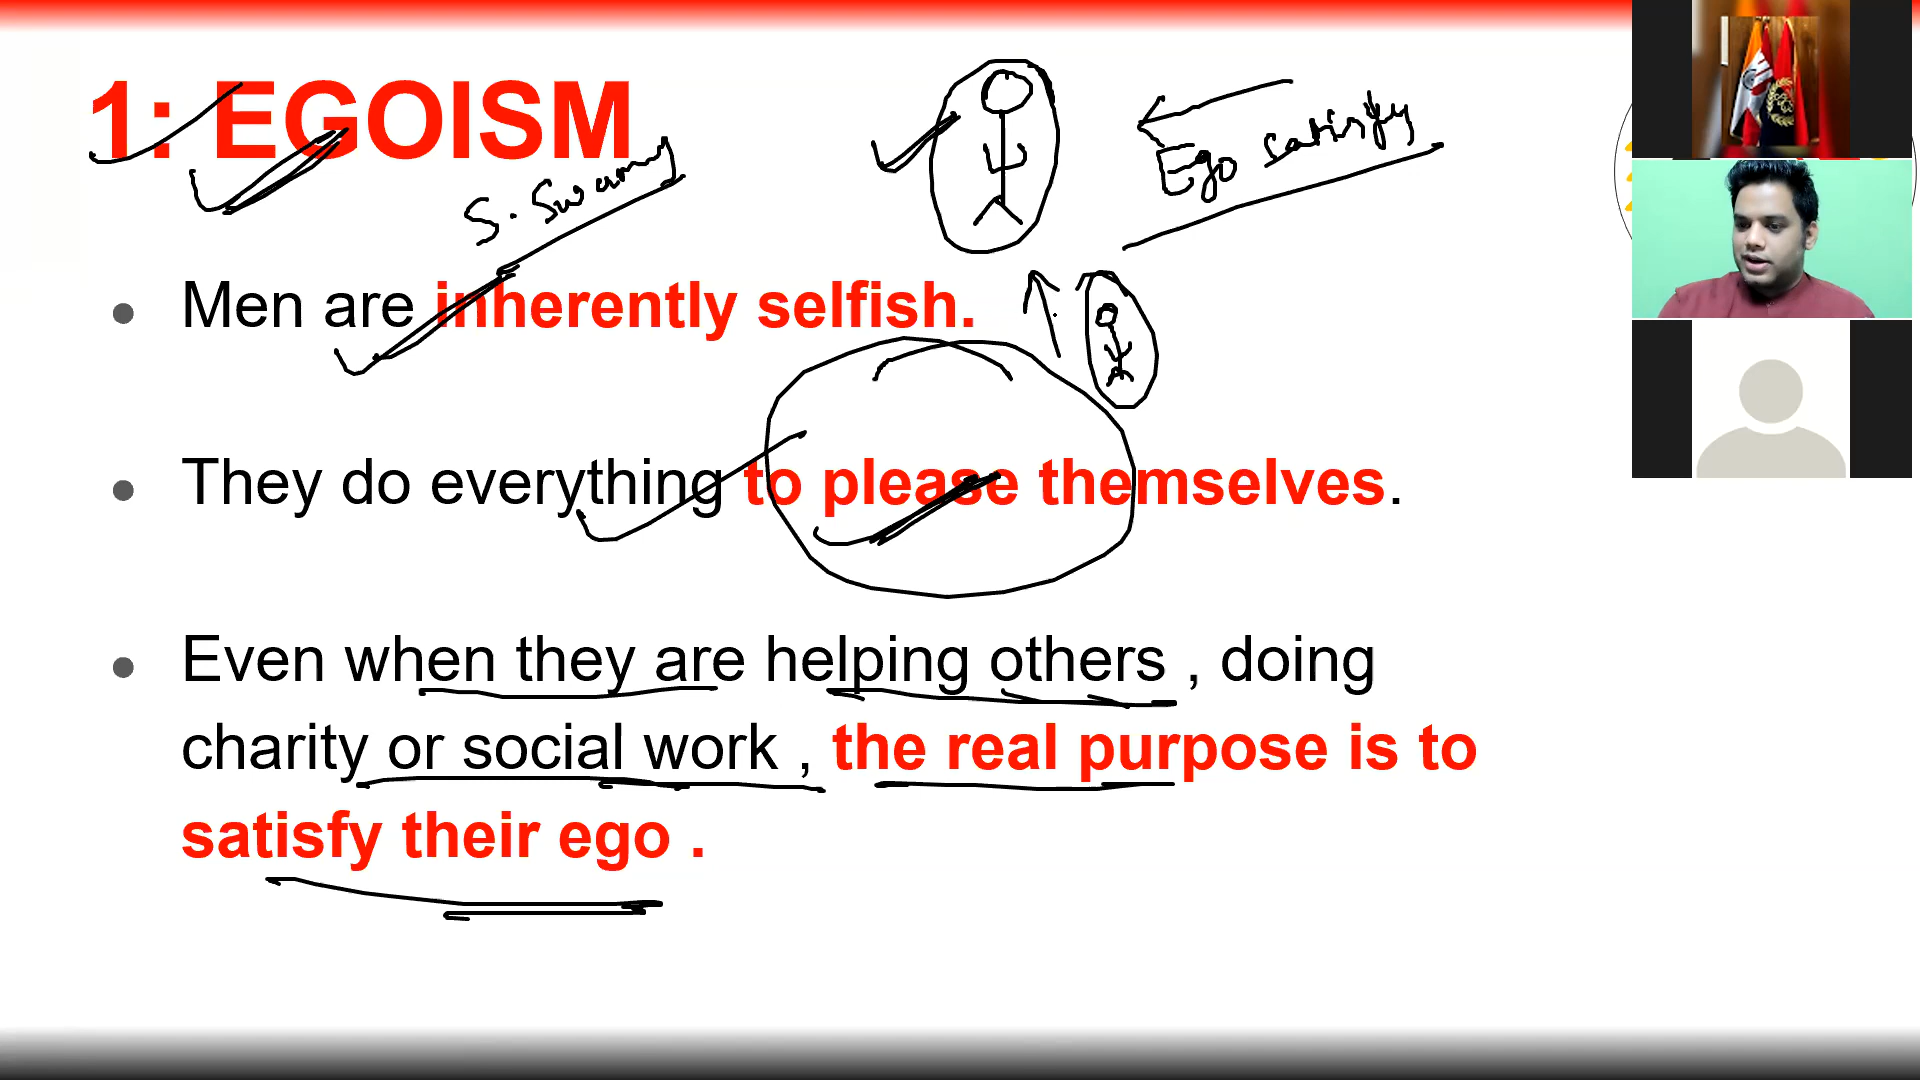 1: EGOISM
S. Swamy
Ego satisfy
Men are inherently selfish.
They do everything to please themselves.
Even when they are helping others , doing
charity or social work , the real purpose is to
satisfy their ego .